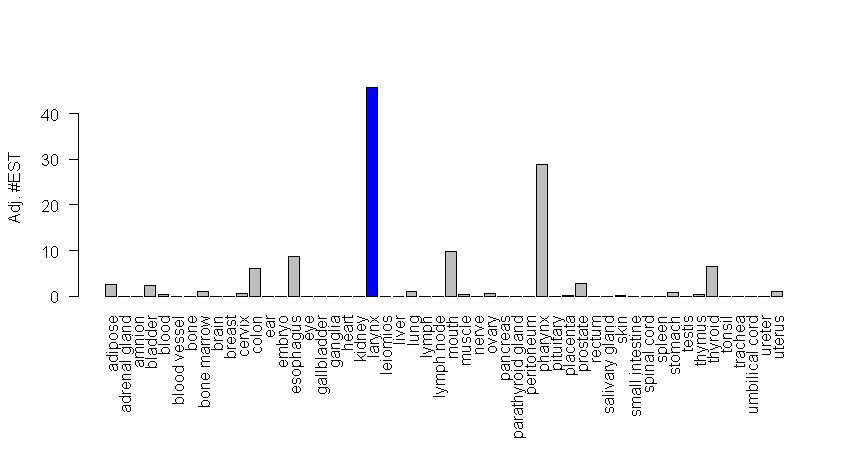 Adj. #EST
40
30
20
10
0
adipose
adrenal gland
amnion
bladder
blood
blood vessel
bone
bone marrow
brain
breast
cervix
colon
ear
embryo
esophagus
eye
gallbladder
ganglia
heart
kidney
larynx
leiomios
liver
lung
lymph
lymph node
mouth
muscle
nerve
ovary
pancreas
parathyroid gland
peritoneum
pharynx
pituitary
placenta
prostate
rectum
salivary gland
skin
small intestine
spinal cord
spleen
stomach
testis
thymus
thyroid
tonsil
trachea
umbilical cord
ureter
uterus